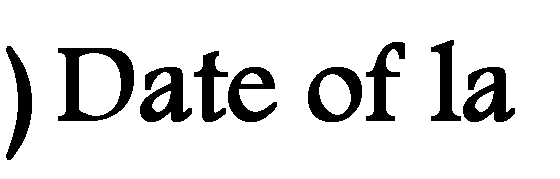 ) Date of la